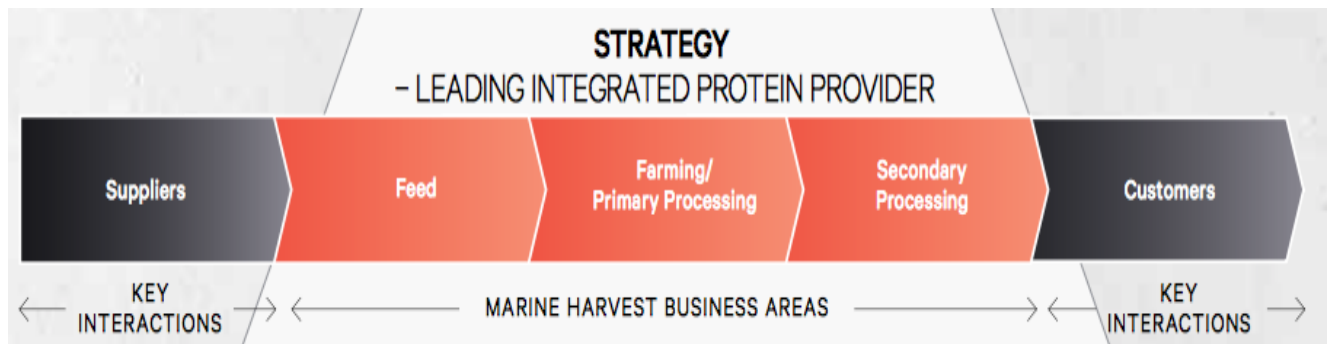 STRATEGY
– LEADING INTEGRATED PROTEIN PROVIDER
Suppliers
Feed
Farming/
Primary Processing
Secondary
Processing
Customers
KEY
INTERACTIONS
MARINE HARVEST BUSINESS AREAS
KEY
INTERACTIONS